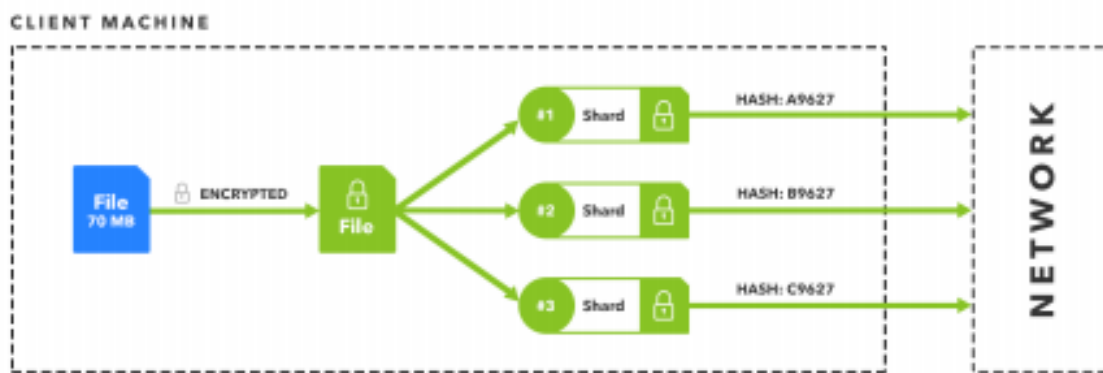 CLIENT MACHINE
File
70 MB
ENCRYPTED
File
#1 Shard
HASH: A9627
#2 Shard
HASH: B9627
#3 Shard
HASH: C9627
NETWORK